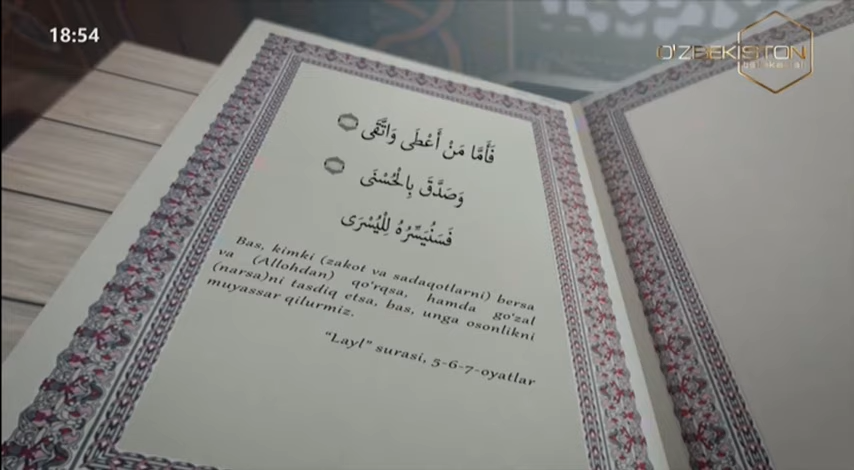 18:54
O'ZBEKISTON
فَأَمَّا مَنْ أَعْطَى وَاتَّقَى
وَصَدَّقَ بِالْحُسْنَى
فَسَنُيَسِّرُهُ لِلْيُسْرَى
Bas, kimki (zakot va sadaqotlarni) bersa
va (Allohdan) qo'rqsa, hamda go'zal
(narsa)ni tasdiq etsa, bas, unga osonlikni
muyassar qilurmiz.
"Layl" surasi, 5-6-7-oyatlar